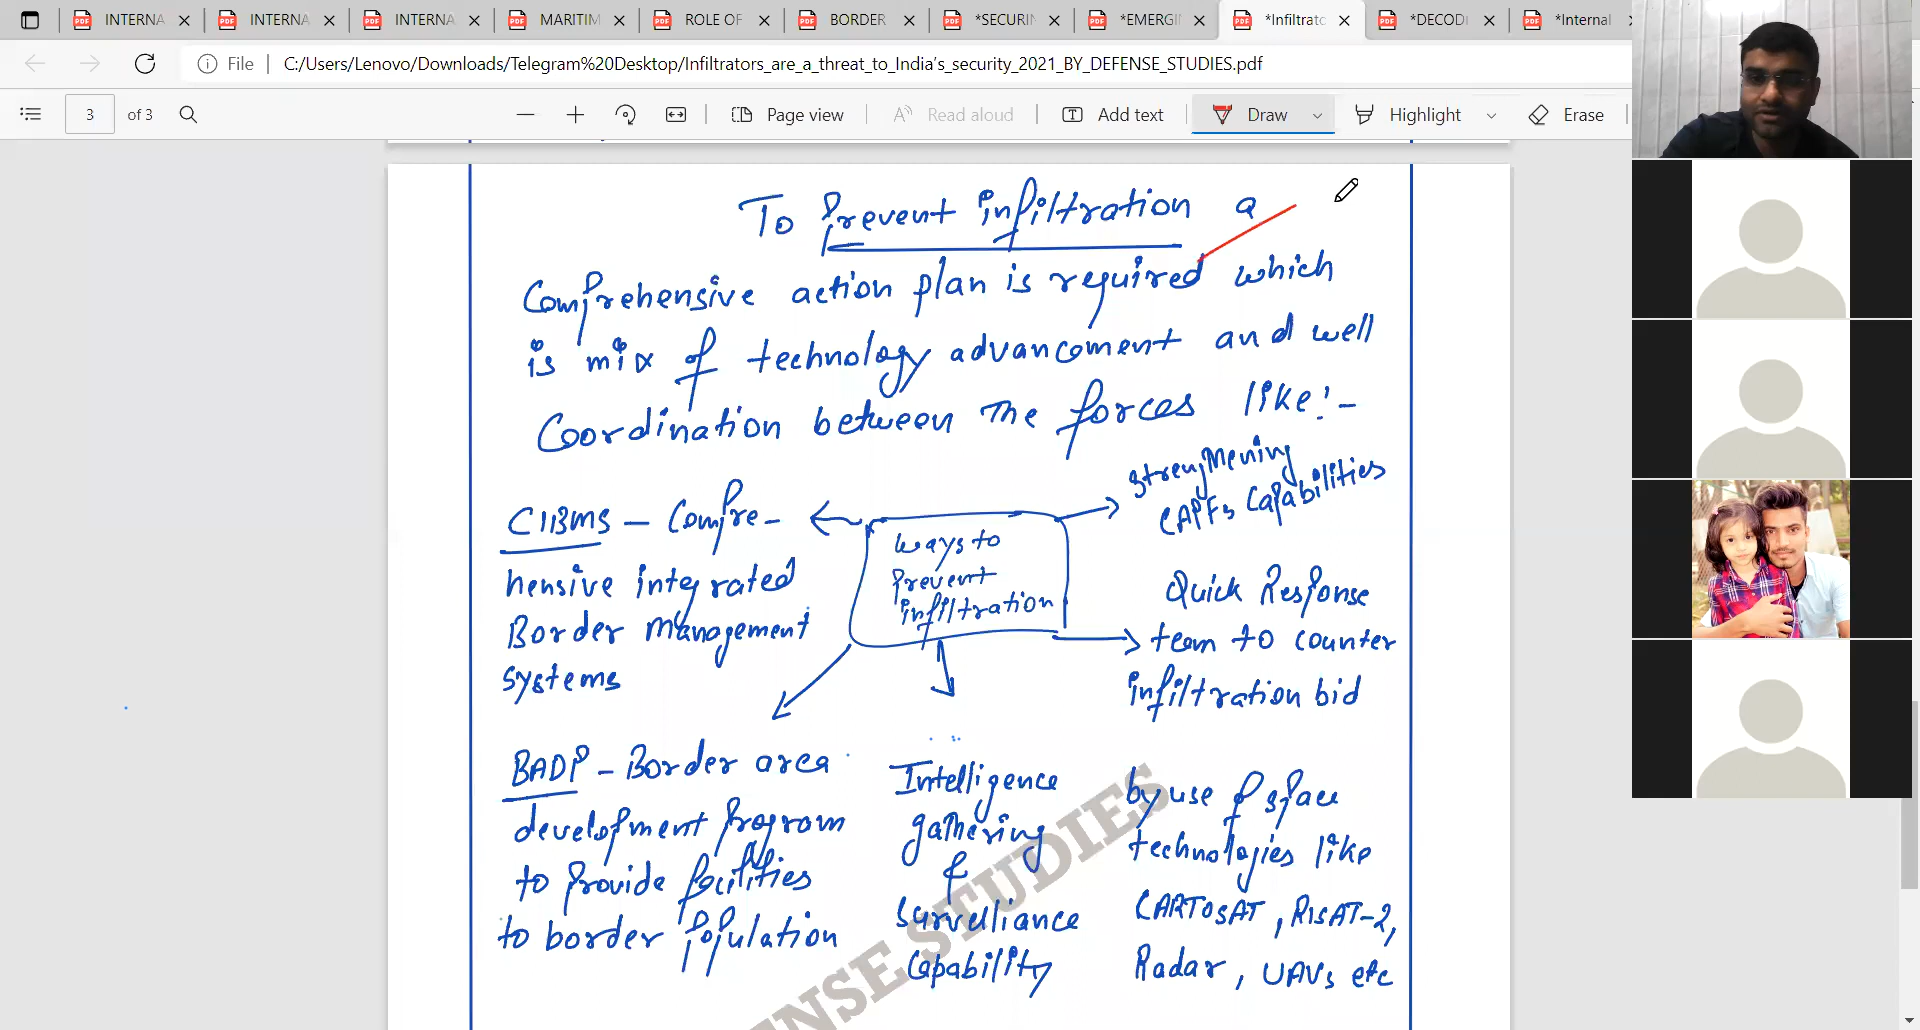 INTERNA
INTERNA
INTERNA
MARITIM
ROLE OF
BORDER
*SECURIN
*EMERGI
*Infiltrato
*DECODI
*Internal
File
C:/Users/Lenovo/Downloads/Telegram%20Desktop/Infiltrators_are_a_threat_to_India's_security_2021_BY_DEFENSE_STUDIES.pdf
3 of 3
Page view
Read aloud
Add text
Draw
Highlight
Erase
To Prevent infiltration a
Comprehensive action plan is required which
is mix of technology advancoment and well
Coordination between The forces like:-
strengthening
CAPFs Capabilities
CIBMS - Compre-
hensive integrated
Border Management
systems
ways to
prevent
infiltration
Quick Response
team to counter
infiltration bid
BADP - Border area
development Program
to Provide facilities
to border population
Intelligence
gathering
&
Survelliance
Capability
by use of space
technologies like
CARTOSAT, RISAT-2,
Radar, UAVs etc
ENSE STUDIES